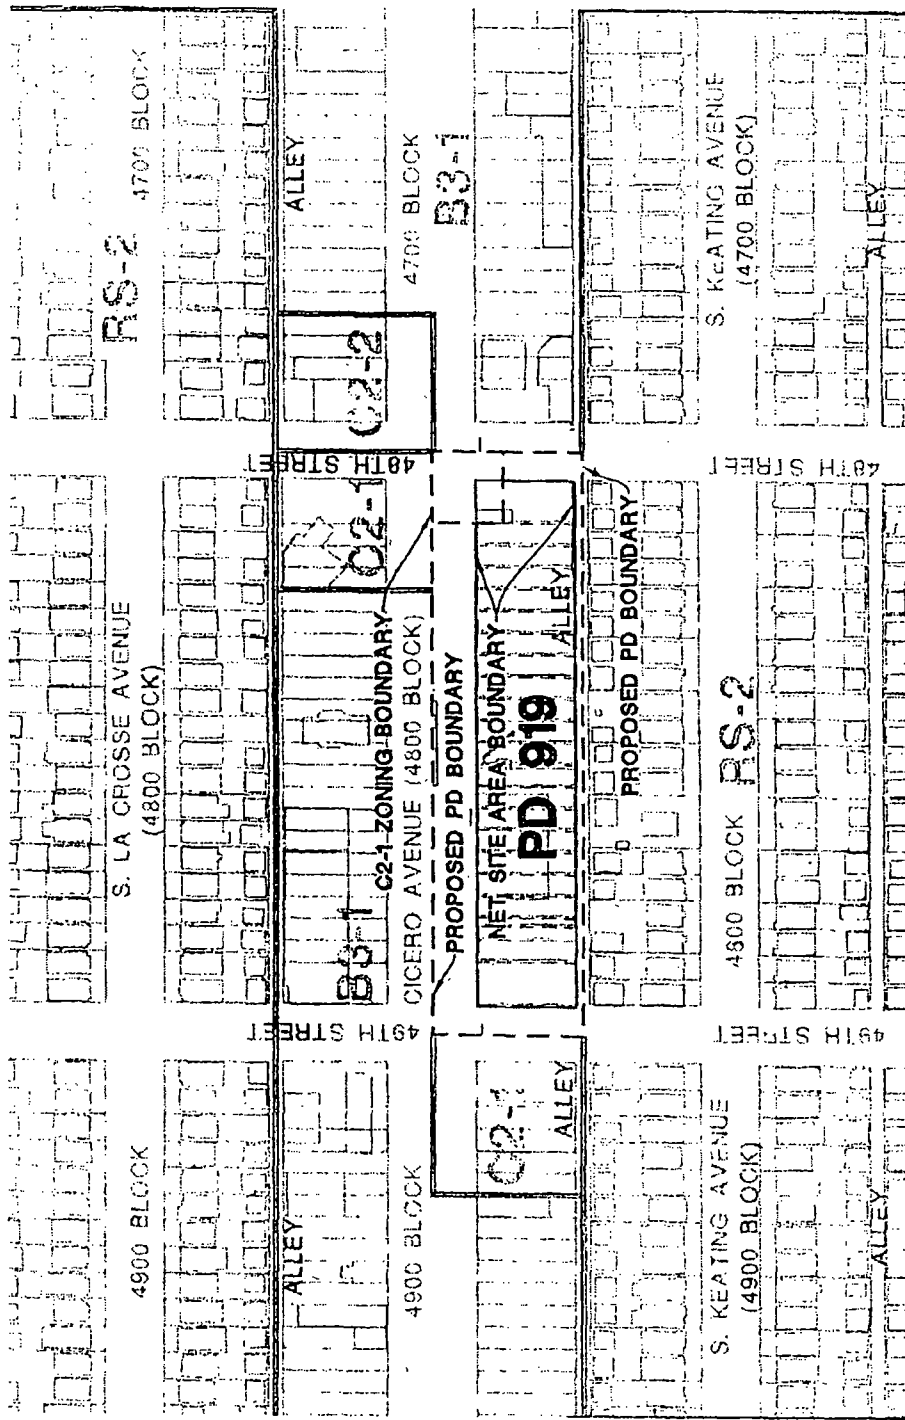 4700 BLOCK
RS-2
ALLEY
4700 BLOCK
B3-1
S. KEATING AVENUE
(4700 BLOCK)
ALLEY
C2-2
48TH STREET
48TH STREET
C2-1
S. LA CROSSE AVENUE
(4800 BLOCK)
B3-1
C2-1 ZONING BOUNDARY
CICERO AVENUE (4800 BLOCK)
PROPOSED PD BOUNDARY
NET SITE AREA BOUNDARY
PD 919
ALLEY
PROPOSED PD BOUNDARY
4800 BLOCK
RS-2
49TH STREET
49TH STREET
4900 BLOCK
ALLEY
4900 BLOCK
C2-1
ALLEY
S. KEATING AVENUE
(4900 BLOCK)
ALLEY